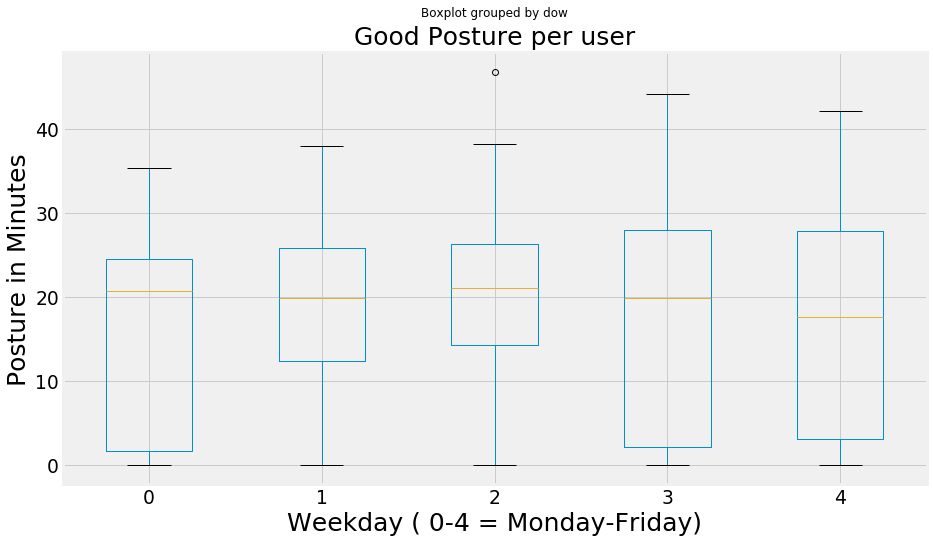 Boxplot grouped by dow
Good Posture per user
Posture in Minutes
40
30
20
10
0
0 1 2 3 4
Weekday ( 0-4 = Monday-Friday)